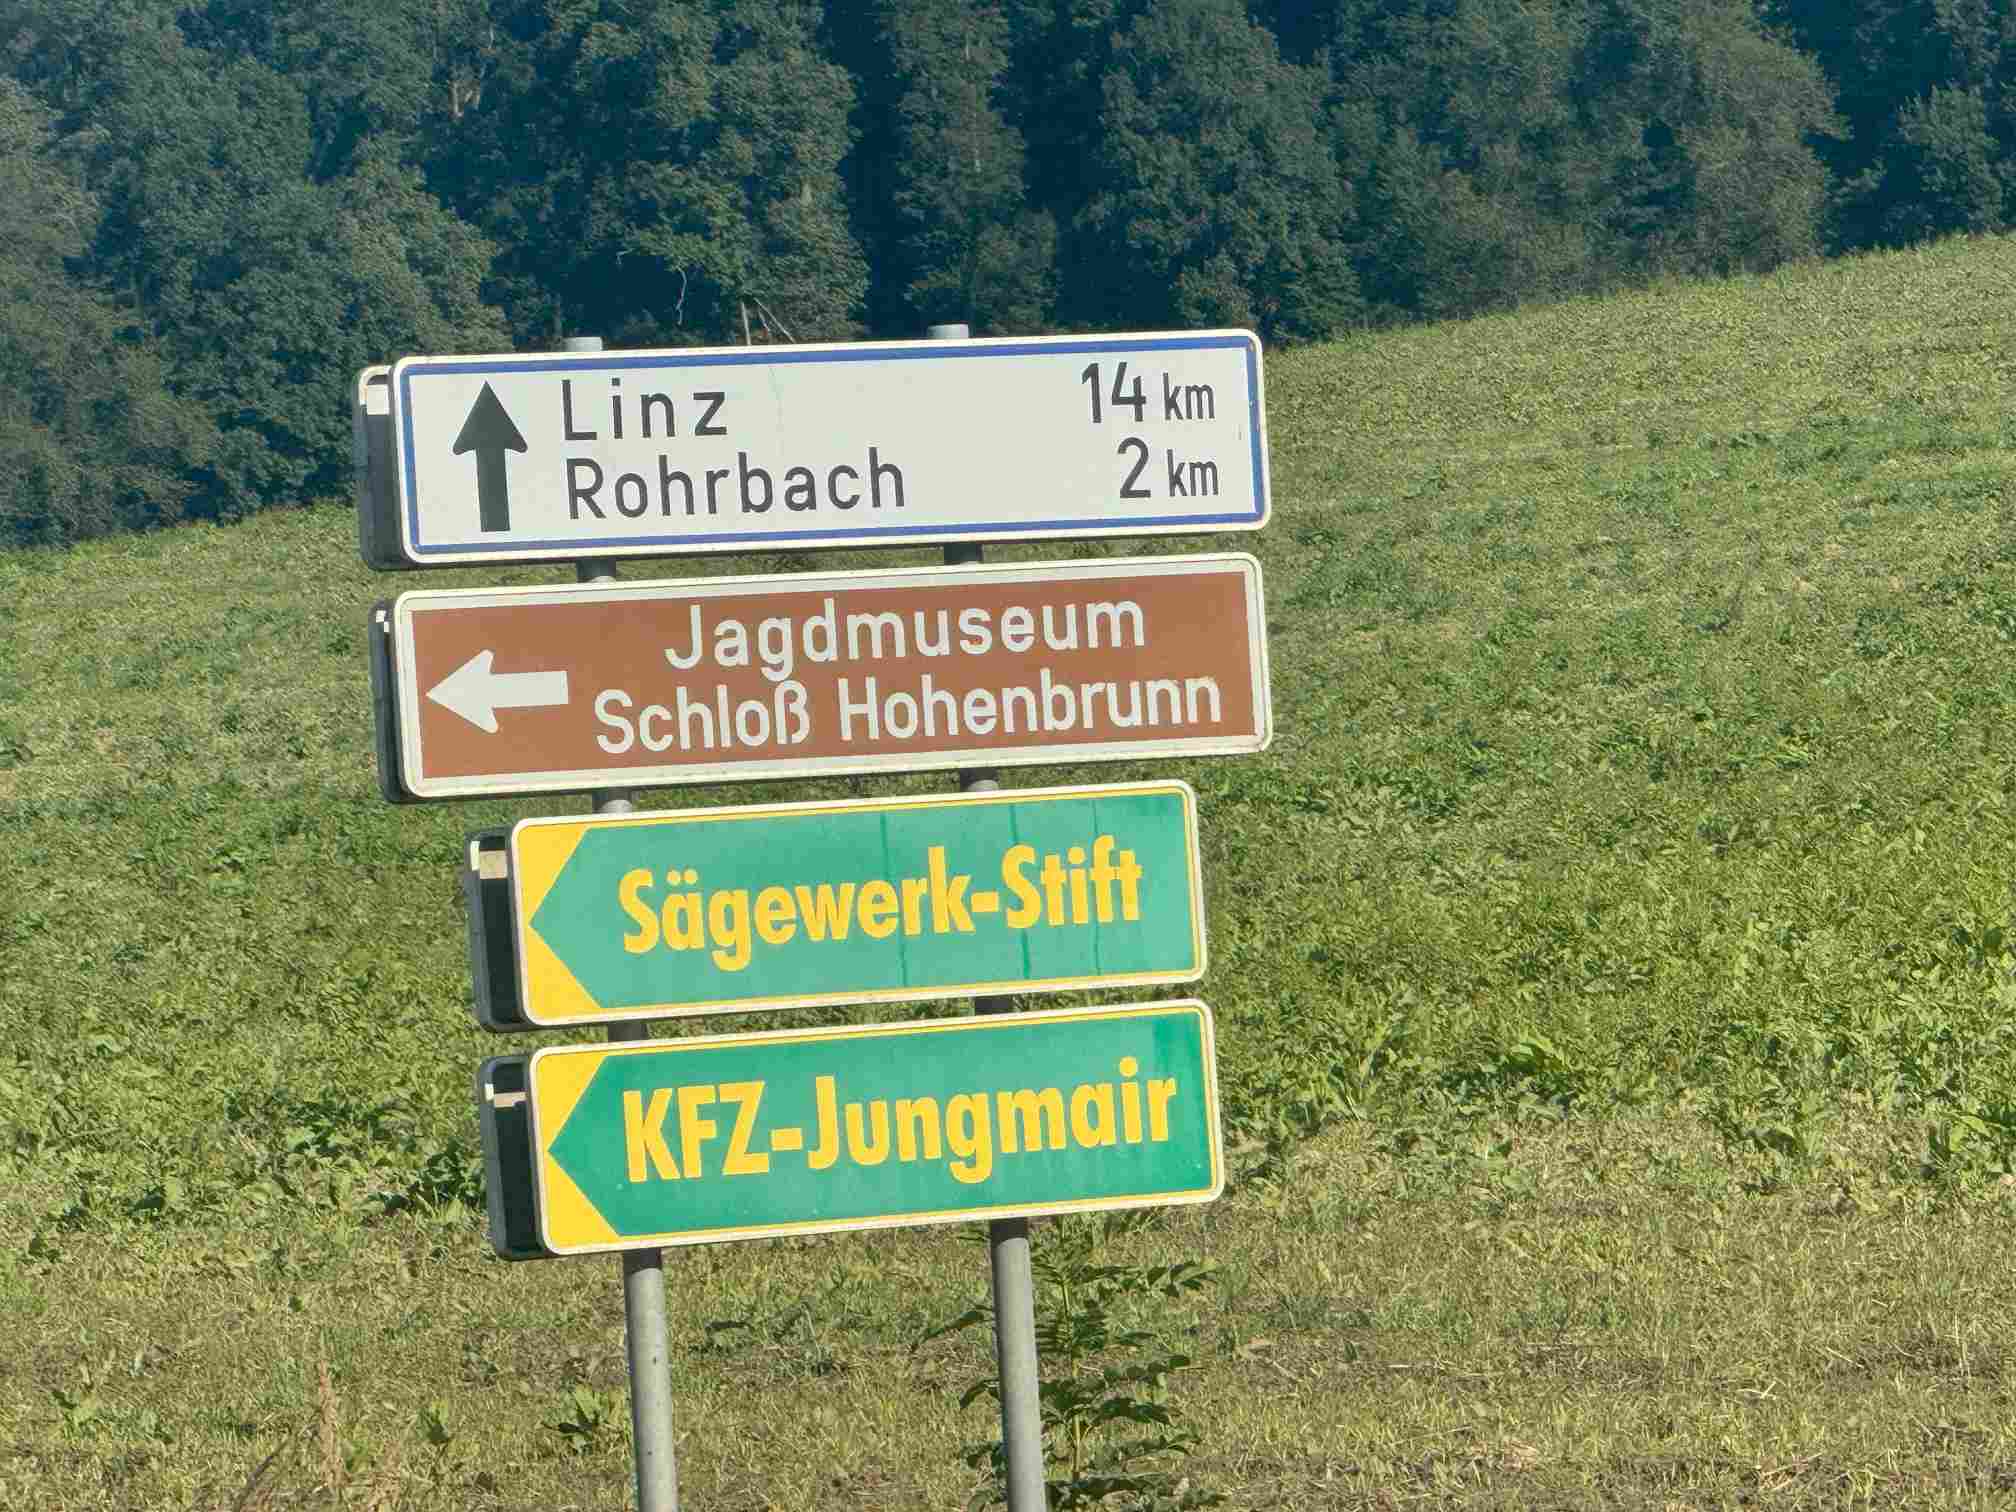 Linz 14 km
Rohrbach 2 km
Jagdmuseum
Schloß Hohenbrunn
Sägewerk-Stift
KFZ-Jungmair